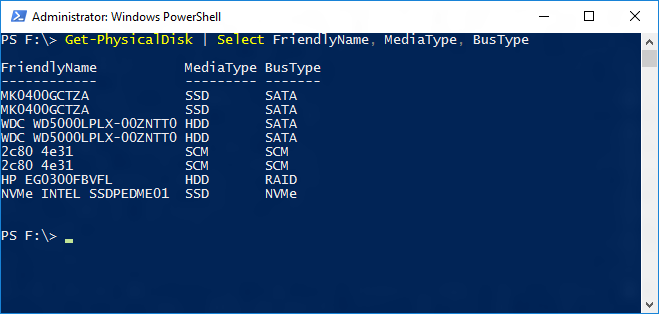 Administrator: Windows PowerShell
PS F:\> Get-PhysicalDisk | Select FriendlyName, MediaType, BusType
FriendlyName           MediaType BusType
------------           --------- -------
MK0400GCTZA            SSD       SATA
MK0400GCTZA            SSD       SATA
WDC WD5000LPLX-00ZNTT0 HDD       SATA
WDC WD5000LPLX-00ZNTT0 HDD       SATA
2c80 4e31              SCM       SCM
2c80 4e31              SCM       SCM
HP EG0300FBVFL         HDD       RAID
NVMe INTEL SSDPEDME01  SSD       NVMe
PS F:\>